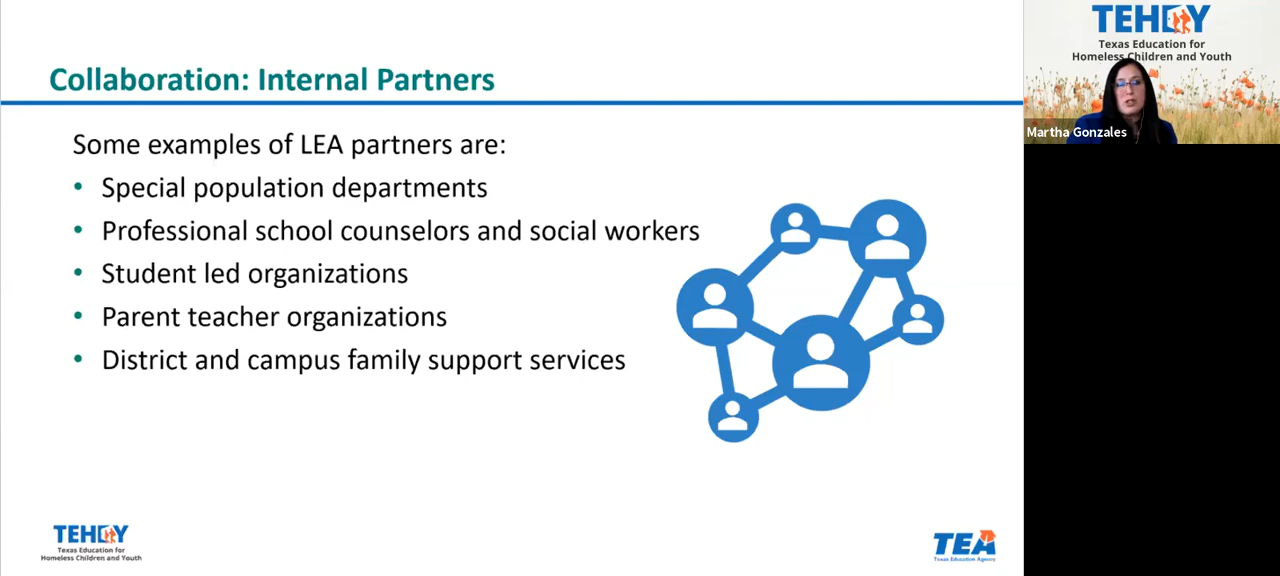 Collaboration: Internal Partners
Some examples of LEA partners are:
• Special population departments
• Professional school counselors and social workers
• Student led organizations
• Parent teacher organizations
• District and campus family support services
TEHCY
Texas Education for
Homeless Children and Youth
TEA
Texas Education Agency
TEHCY
Texas Education for
Homeless Children and Youth
Martha Gonzales